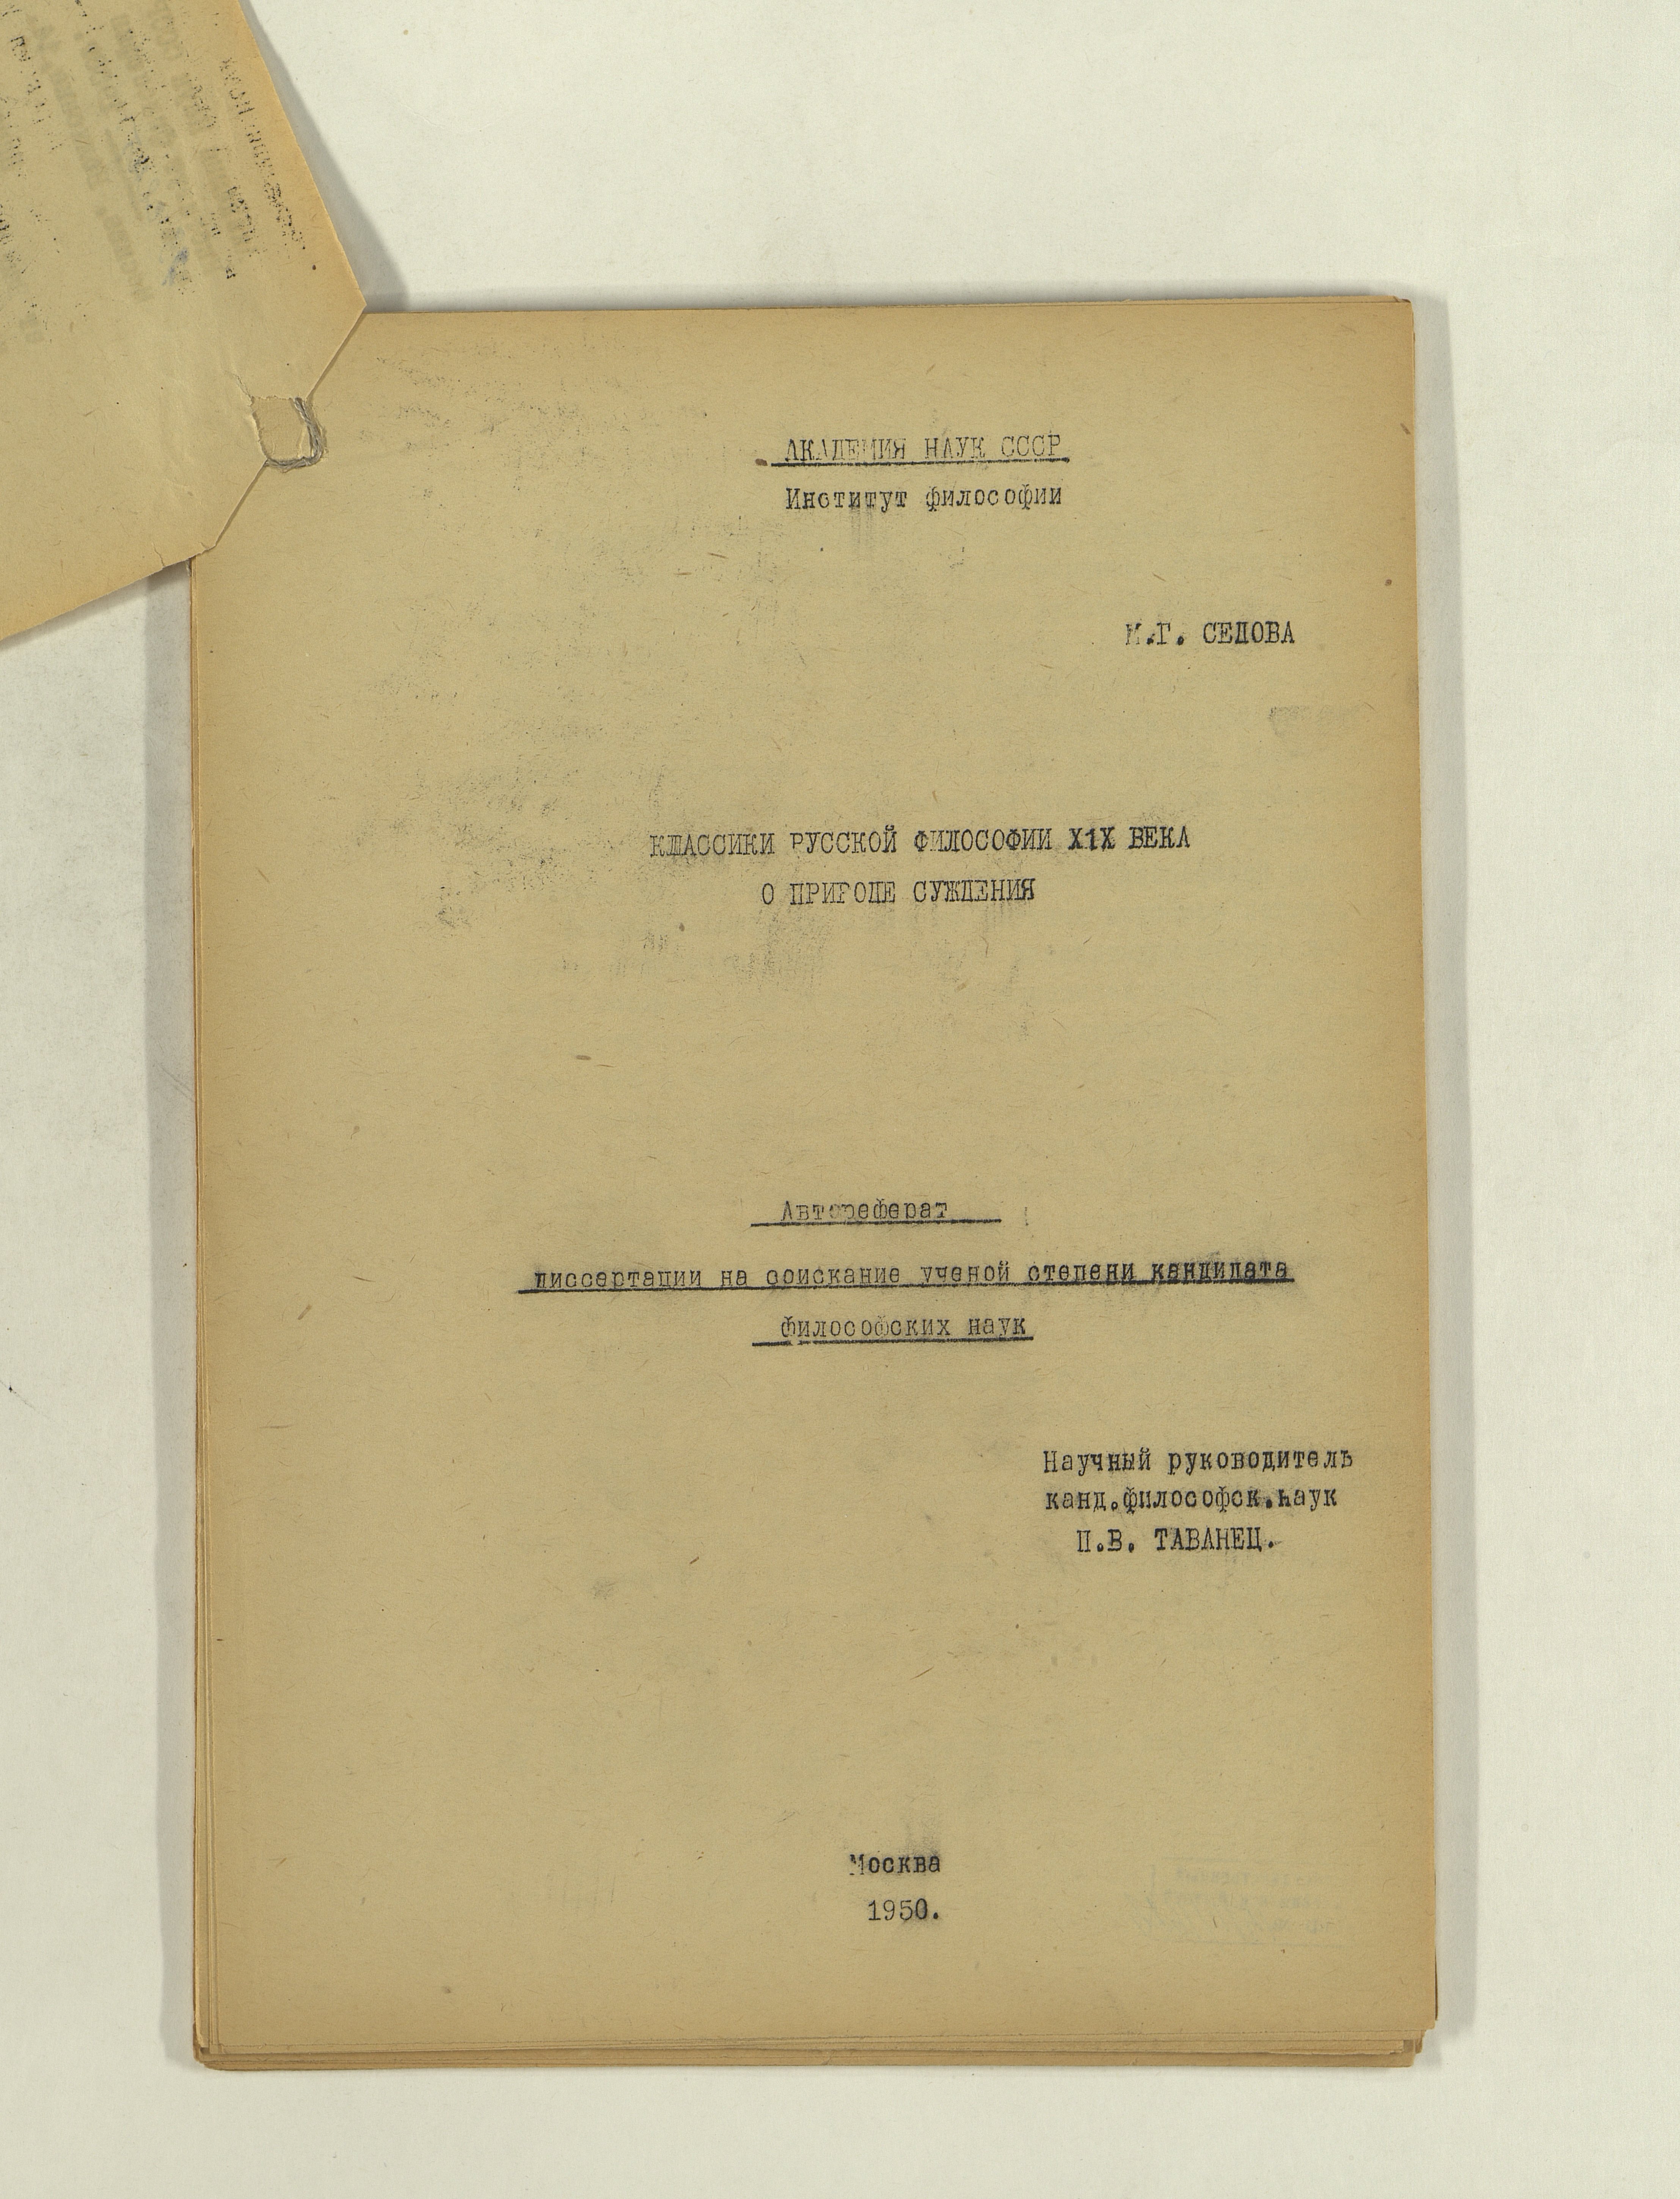 АКАДЕМИЯ НАУК СССР
Институт философии
И.Г. СЕДОВА
КЛАССИКИ РУССКОЙ ФИЛОСОФИИ X1X ВЕКА
О ПРИРОДЕ СУЖДЕНИЯ
Автореферат
диссертации на соискание ученой степени кандидата
философских наук
Научный руководитель
канд.философск.наук
П.В. ТАВАНЕЦ.
Москва
1950.